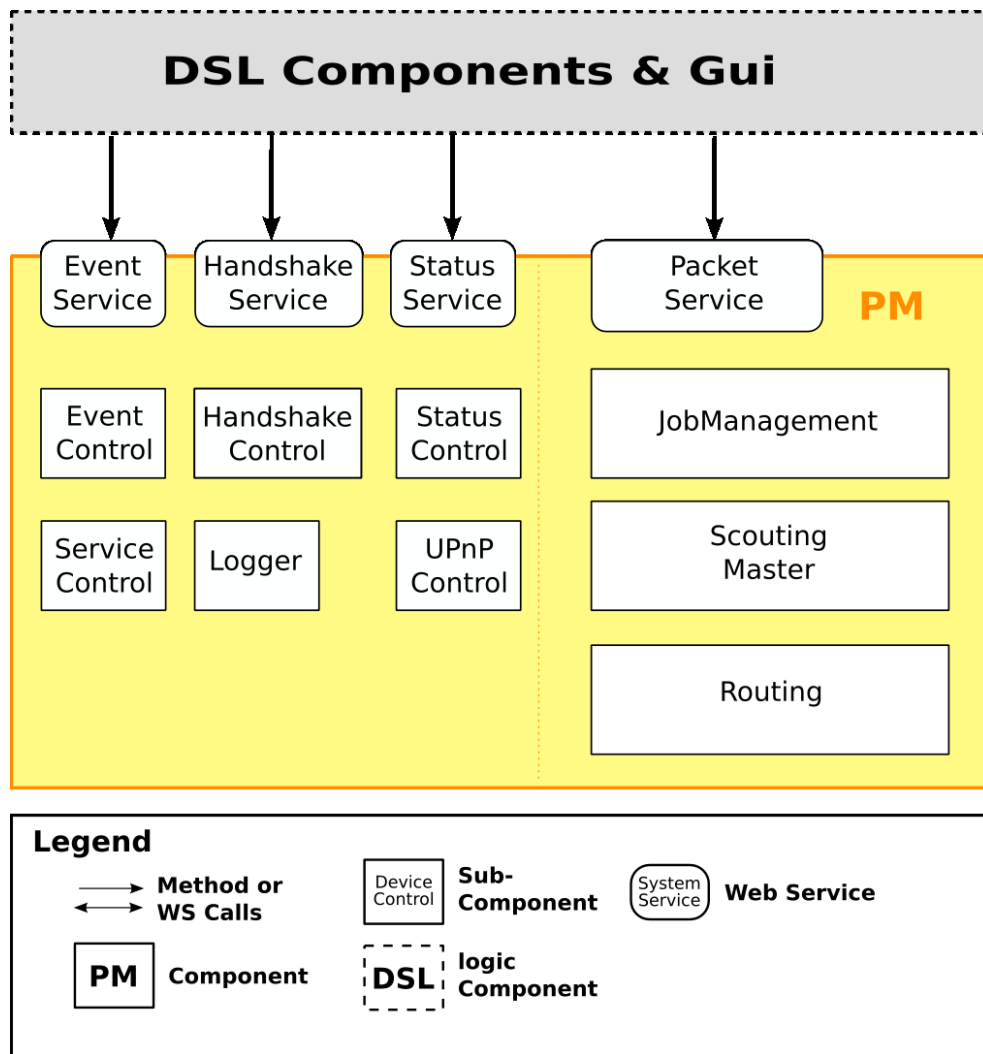 DSL Components & Gui
Event
Service
Handshake
Service
Status
Service
Packet
Service
PM
Event
Control
Handshake
Control
Status
Control
JobManagement
Service
Control
Logger
UPnP
Control
Scouting
Master
Routing
Legend
Method or
WS Calls
Device
Control
Sub-
Component
System
Service
Web Service
PM
Component
DSL
logic
Component